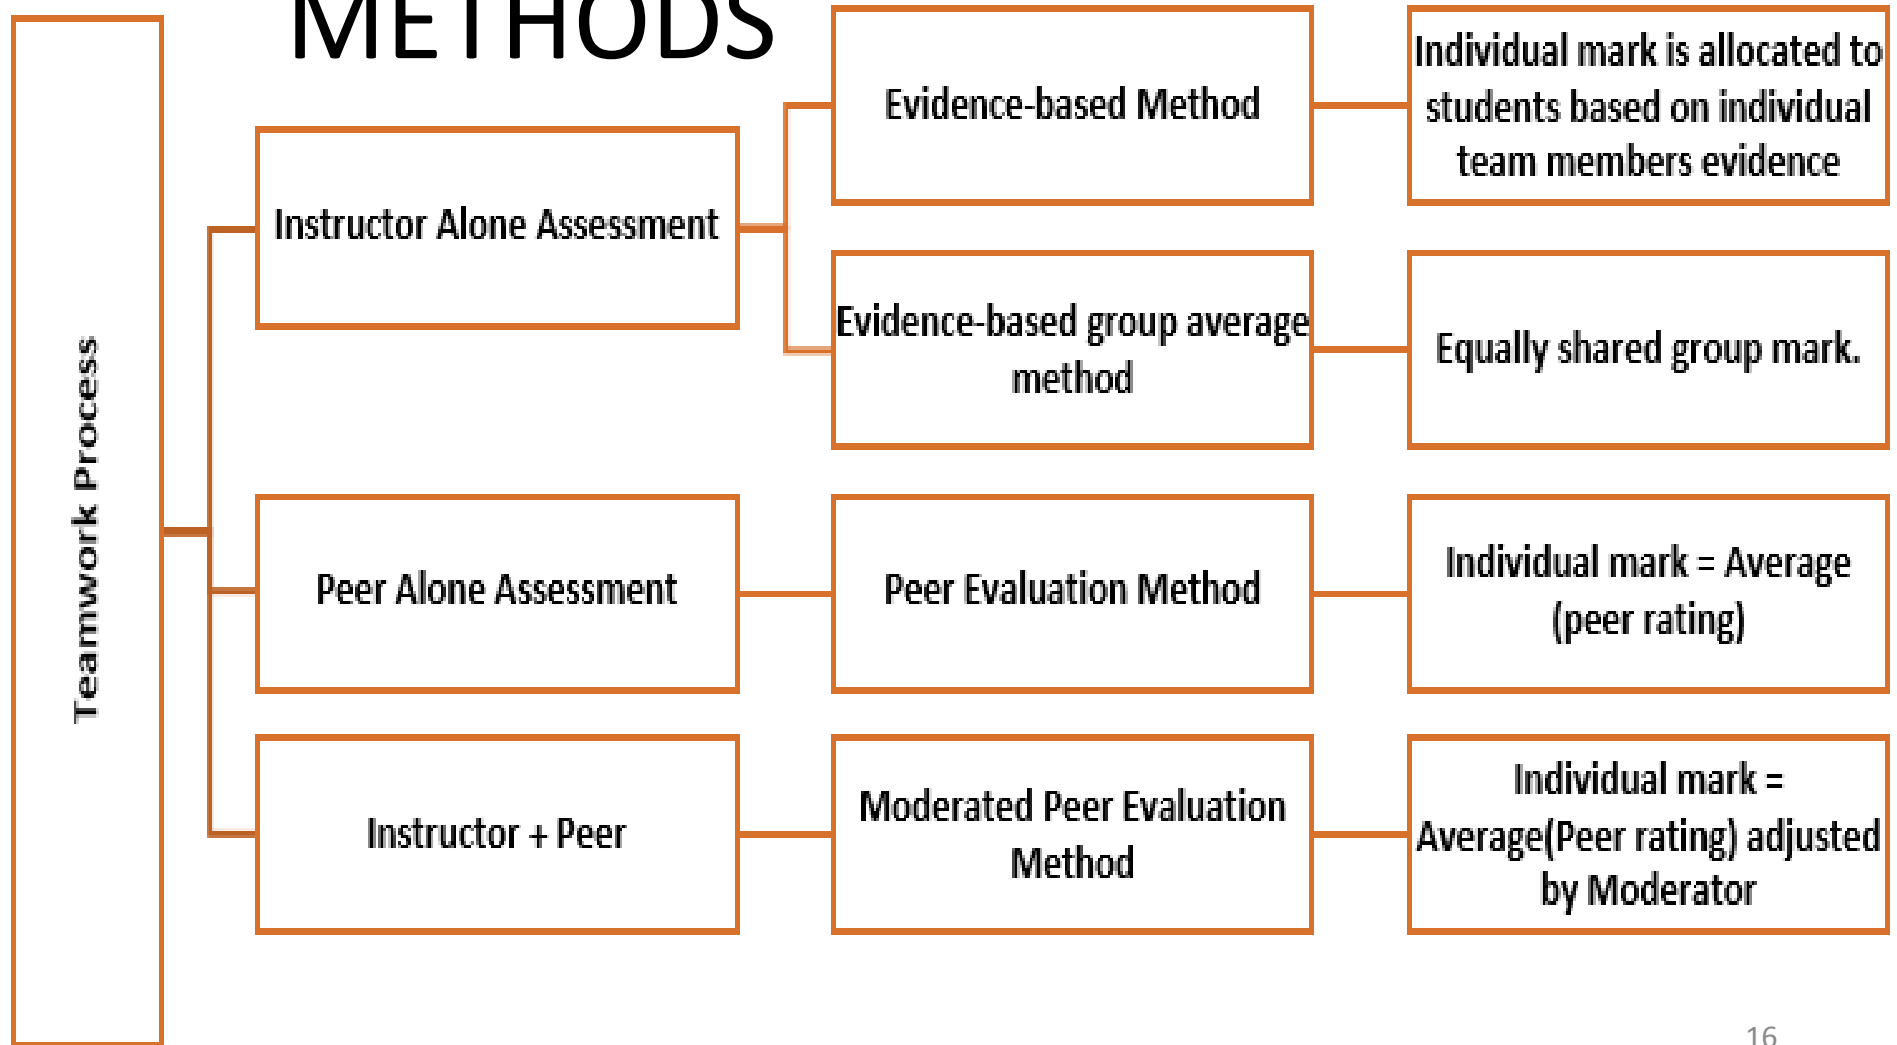 METHODS
Teamwork Process
Instructor Alone Assessment
Evidence-based Method
Individual mark is allocated to
students based on individual
team members evidence
Evidence-based group average
method
Equally shared group mark.
Peer Alone Assessment
Peer Evaluation Method
Individual mark = Average
(peer rating)
Instructor + Peer
Moderated Peer Evaluation
Method
Individual mark =
Average(Peer rating) adjusted
by Moderator
16